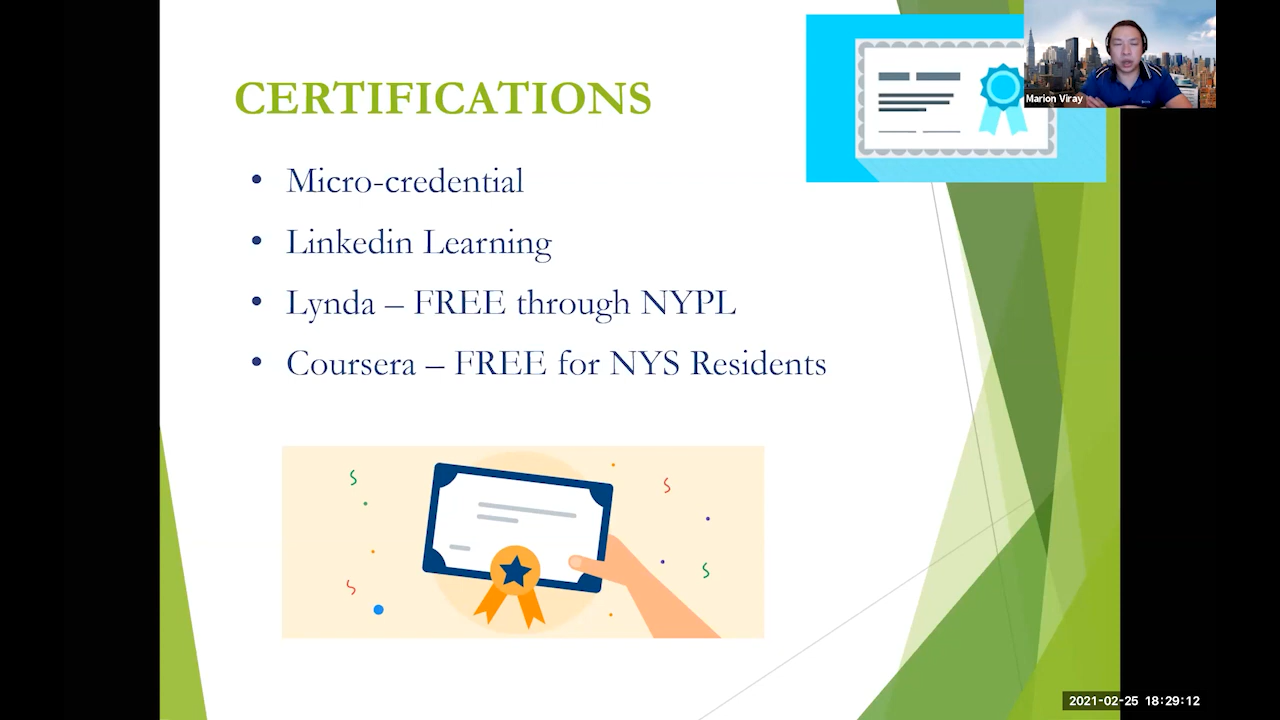 CERTIFICATIONS
• Micro-credential
• Linkedin Learning
• Lynda – FREE through NYPL
• Coursera – FREE for NYS Residents
Marion Viray
2021-02-25 18:29:12